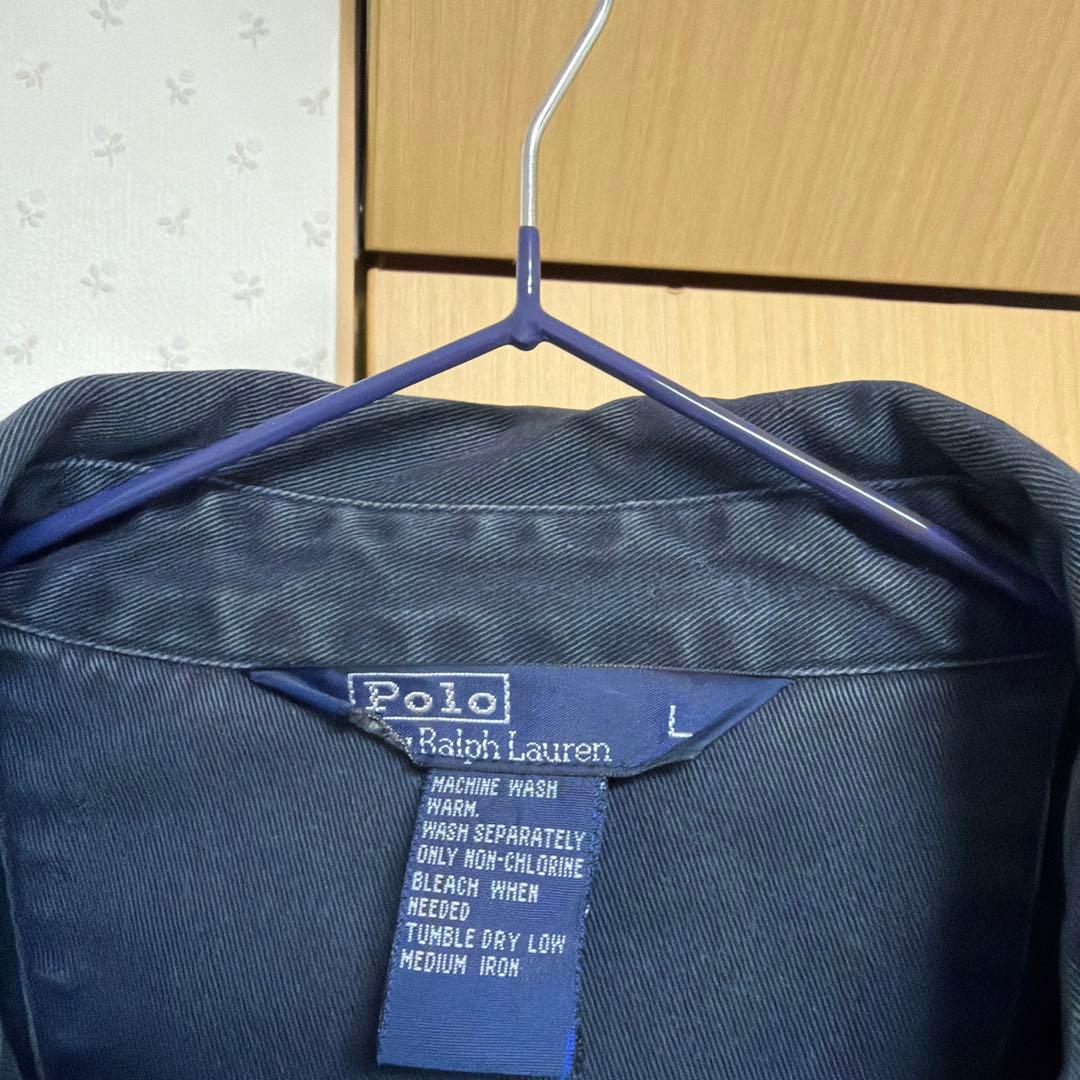 Polo
Ralph Lauren
L
MACHINE WASH
WARM.
WASH SEPARATELY
ONLY NON-CHLORINE
BLEACH WHEN
NEEDED
TUMBLE DRY LOW
MEDIUM IRON